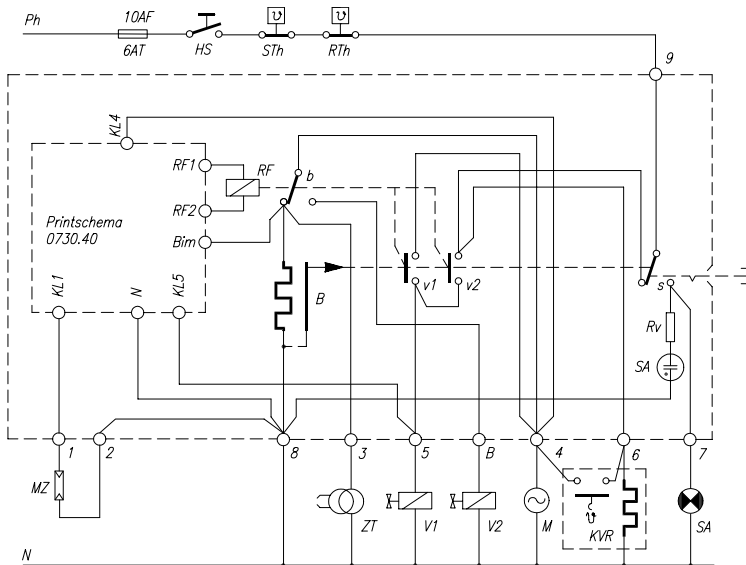 Ph
10AF
6AT
HS
STh
RTh
9
KL4
RF1
RF
b
RF2
Printschema
0730.40
Bim
KL1
N
KL5
B
v1
v2
s
Rv
SA
1
2
8
3
5
B
4
6
7
MZ
ZT
V1
V2
M
KVR
SA
N